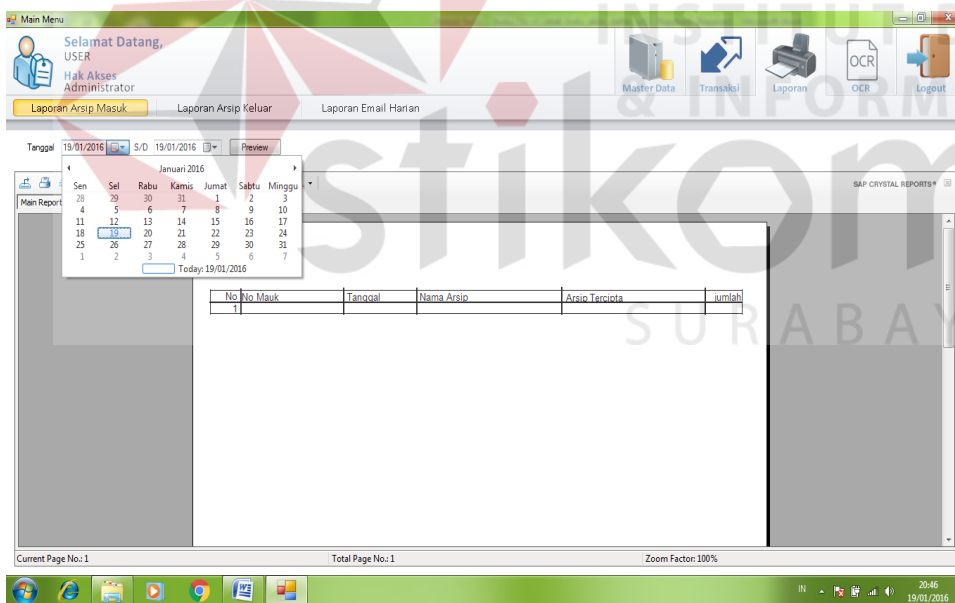 Main Menu
Selamat Datang,
USER
Hak Akses
Administrator
Master Data
Transaksi
Laporan
OCR
OCR
Logout
Laporan Arsip Masuk
Laporan Arsip Keluar
Laporan Email Harian
Tanggal 19/01/2016 S/D 19/01/2016 Preview
Januari 2016
Sen Sel Rabu Kamis Jumat Sabtu Minggu
28 29 30 31 1 2 3
4 5 6 7 8 9 10
11 12 13 14 15 16 17
18 19 20 21 22 23 24
25 26 27 28 29 30 31
1 2 3 4 5 6 7
Today: 19/01/2016
SAP CRYSTAL REPORTS®
Main Report
No No Mauk Tanggal Nama Arsip Arsip Tercipta jumlah
1
Current Page No.: 1 Total Page No.: 1 Zoom Factor: 100%
IN 20:46
19/01/2016
& INFORM
stikom
SURABAY